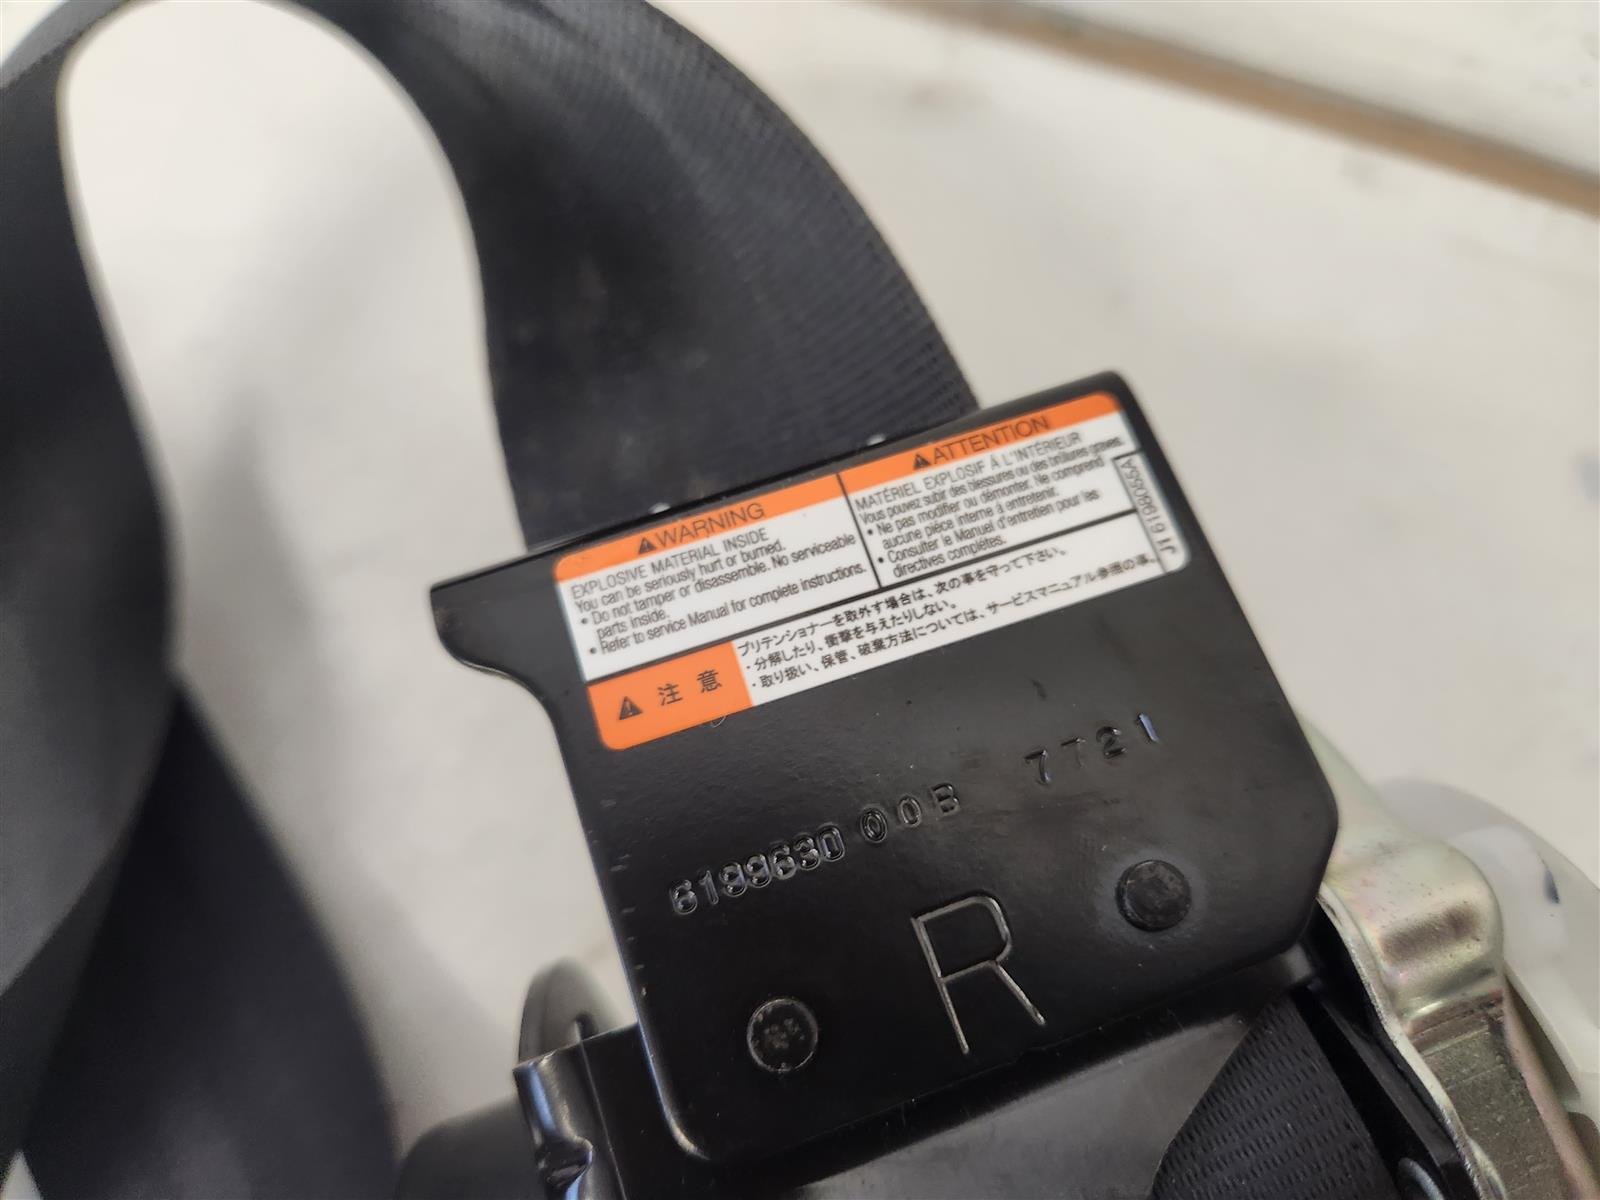 ⚠WARNING
EXPLOSIVE MATERIAL INSIDE
You can be seriously hurt or burned.
• Do not tamper or disassemble. No serviceable
parts inside.
• Refer to service Manual for complete instructions.
⚠ATTENTION
MATÉRIEL EXPLOSIF À L'INTÉRIEUR
Vous pouvez subir des blessures ou des brûlures graves.
• Ne pas modifier ou démonter. Ne comprend
aucune pièce interne à entretenir.
• Consulter le Manuel d'entretien pour les
directives complétes.
J1 6198055A
⚠ 注 意
プリテンショナーを取外す場合は、次の事を守って下さい。
・分解したり、衝撃を与えたりしない。
・取り扱い、保管、破棄方法については、サービスマニュアル参照の事。
6199630 00B 7721
R